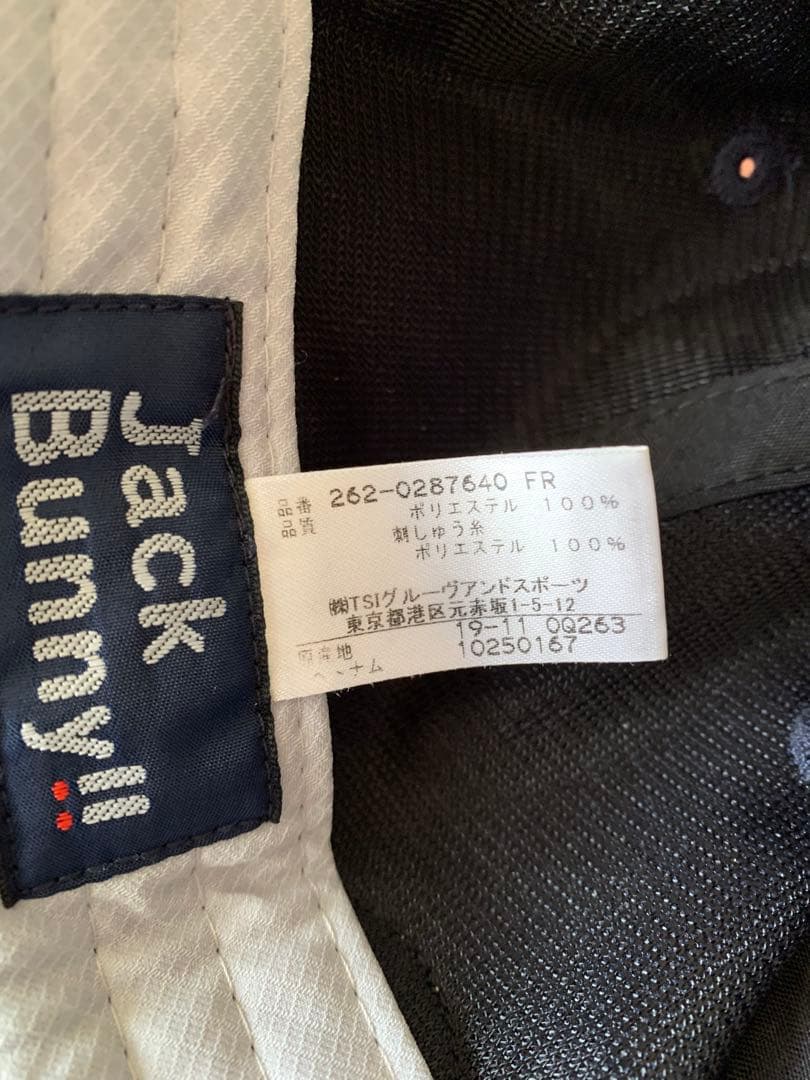 Jack
Bunny!!
品番 262-0287640 FR
品質 ポリエステル 100%
刺しゅう糸
ポリエステル 100%
㈱TSIグルーヴアンドスポーツ
東京都港区元赤坂1-5-12
19-11 0Q263
原産地 10250167
ベトナム